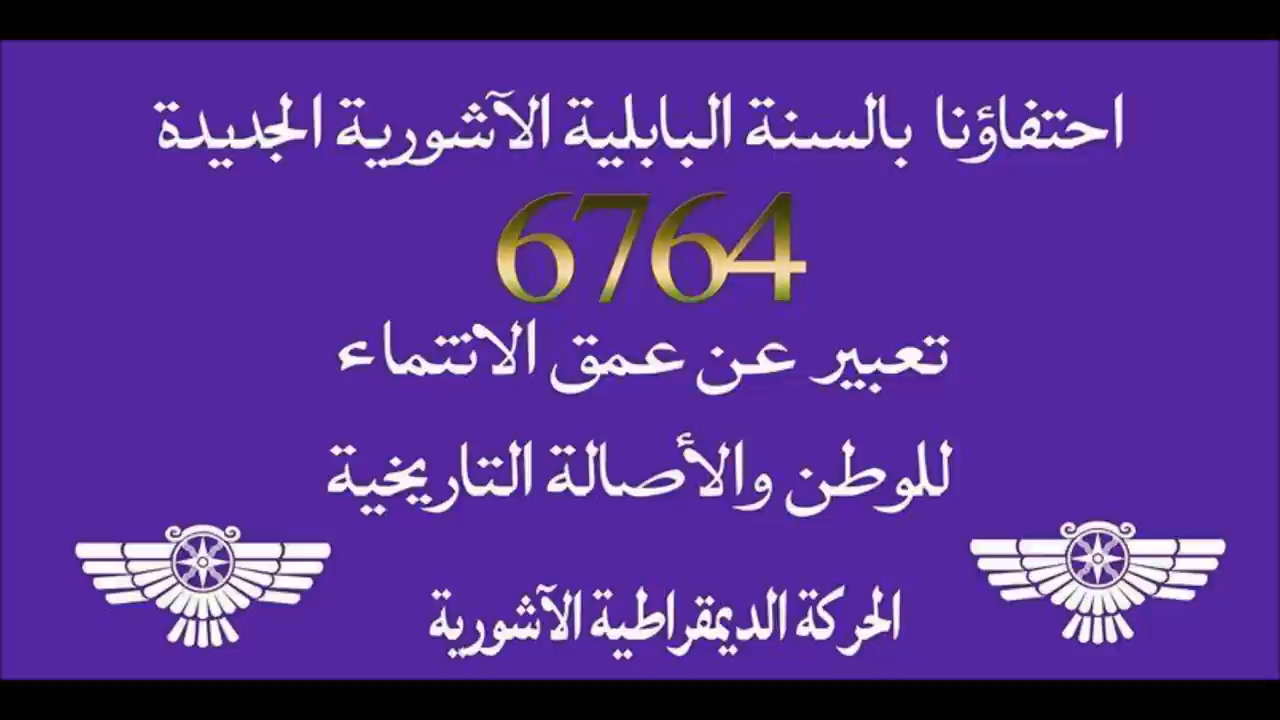 احتفاؤنا بالسنة البابلية الآشورية الجديدة
6764
تعبير عن عمق الانتماء
للوطن والأصالة التاريخية
الحركة الديمقراطية الآشورية